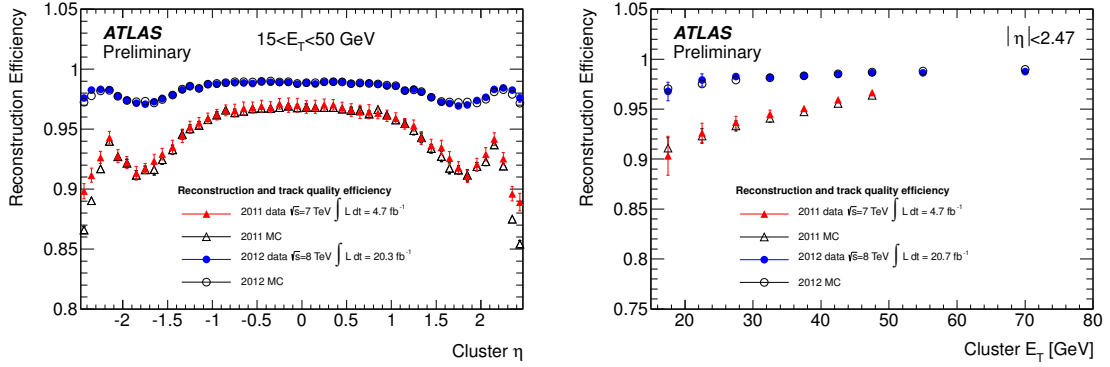 ATLAS
Preliminary
15<E_T<50 GeV
Reconstruction Efficiency
1.05
1
0.95
0.9
0.85
0.8
Reconstruction and track quality efficiency
2011 data √s=7 TeV ∫ L dt = 4.7 fb⁻¹
2011 MC
2012 data √s=8 TeV ∫ L dt = 20.3 fb⁻¹
2012 MC
-2 -1.5 -1 -0.5 0 0.5 1 1.5 2
Cluster η
ATLAS
Preliminary
|η|<2.47
Reconstruction Efficiency
1.05
1
0.95
0.9
0.85
0.8
0.75
Reconstruction and track quality efficiency
2011 data √s=7 TeV ∫ L dt = 4.7 fb⁻¹
2011 MC
2012 data √s=8 TeV ∫ L dt = 20.7 fb⁻¹
2012 MC
20 30 40 50 60 70 80
Cluster E_T [GeV]